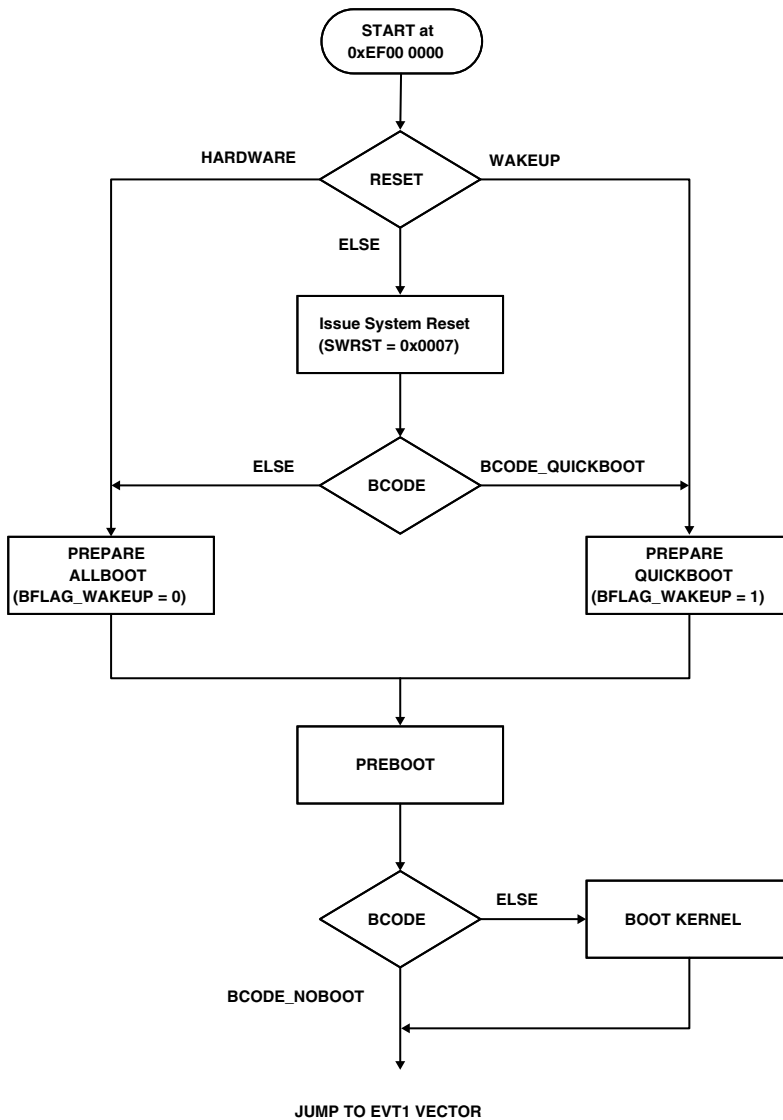 START at
0xEF00 0000
HARDWARE
WAKEUP
RESET
ELSE
Issue System Reset
(SWRST = 0x0007)
ELSE
BCODE_QUICKBOOT
BCODE
PREPARE
ALLBOOT
(BFLAG_WAKEUP = 0)
PREPARE
QUICKBOOT
(BFLAG_WAKEUP = 1)
PREBOOT
BCODE
ELSE
BOOT KERNEL
BCODE_NOBOOT
JUMP TO EVT1 VECTOR